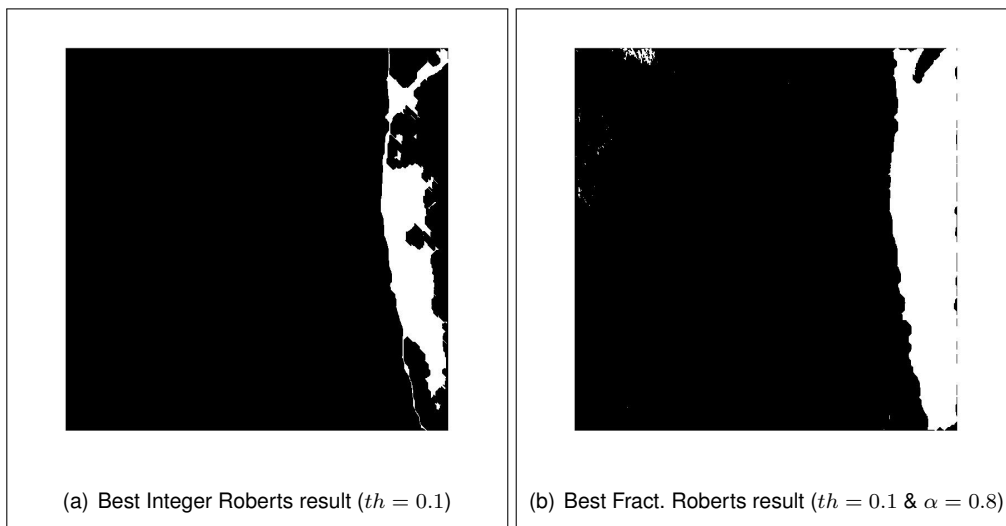 (a) Best Integer Roberts result (th = 0.1)
(b) Best Fract. Roberts result (th = 0.1 & α = 0.8)